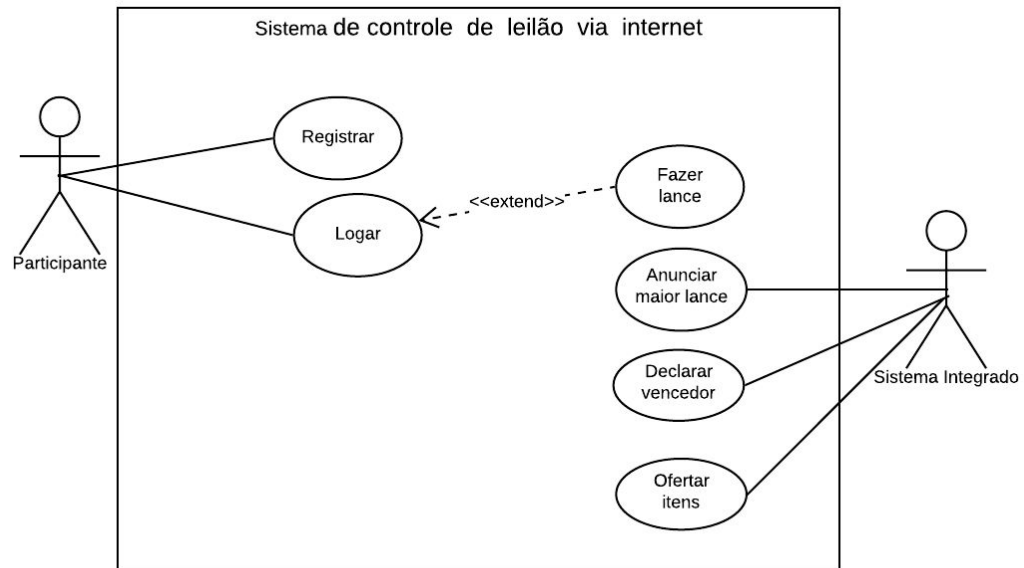 Sistema de controle de leilão via internet
Registrar
Fazer
lance
<<extend>>
Logar
Participante
Anunciar
maior lance
Declarar
vencedor
Sistema Integrado
Ofertar
itens